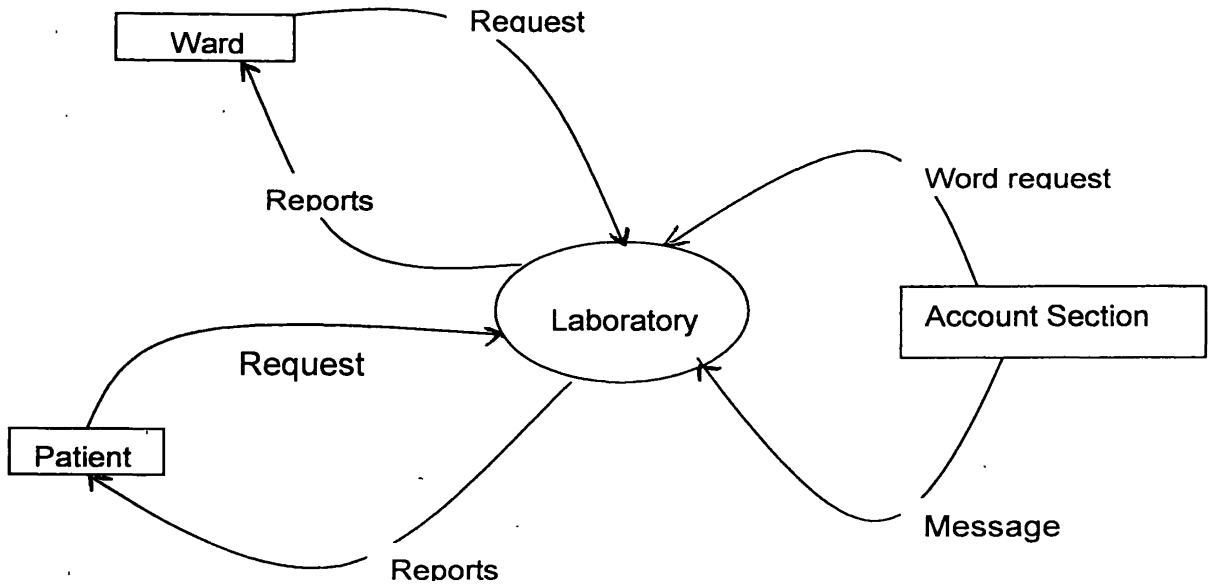 Request
Ward
Word request
Reports
Account Section
Laboratory
Request
Patient
Message
Reports